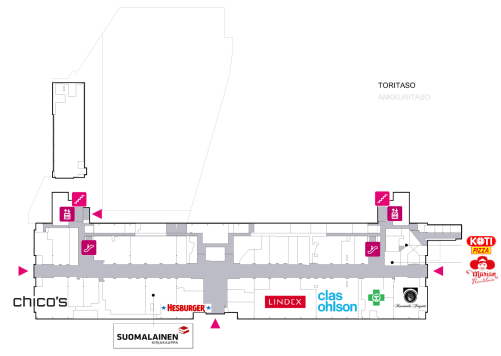 TORITASO
ANKKURITASO
KOTI
PIZZA
chico's
HESBURGER
LINDEX
clas
ohlson
SUOMALAINEN
KIRJAKAUPPA